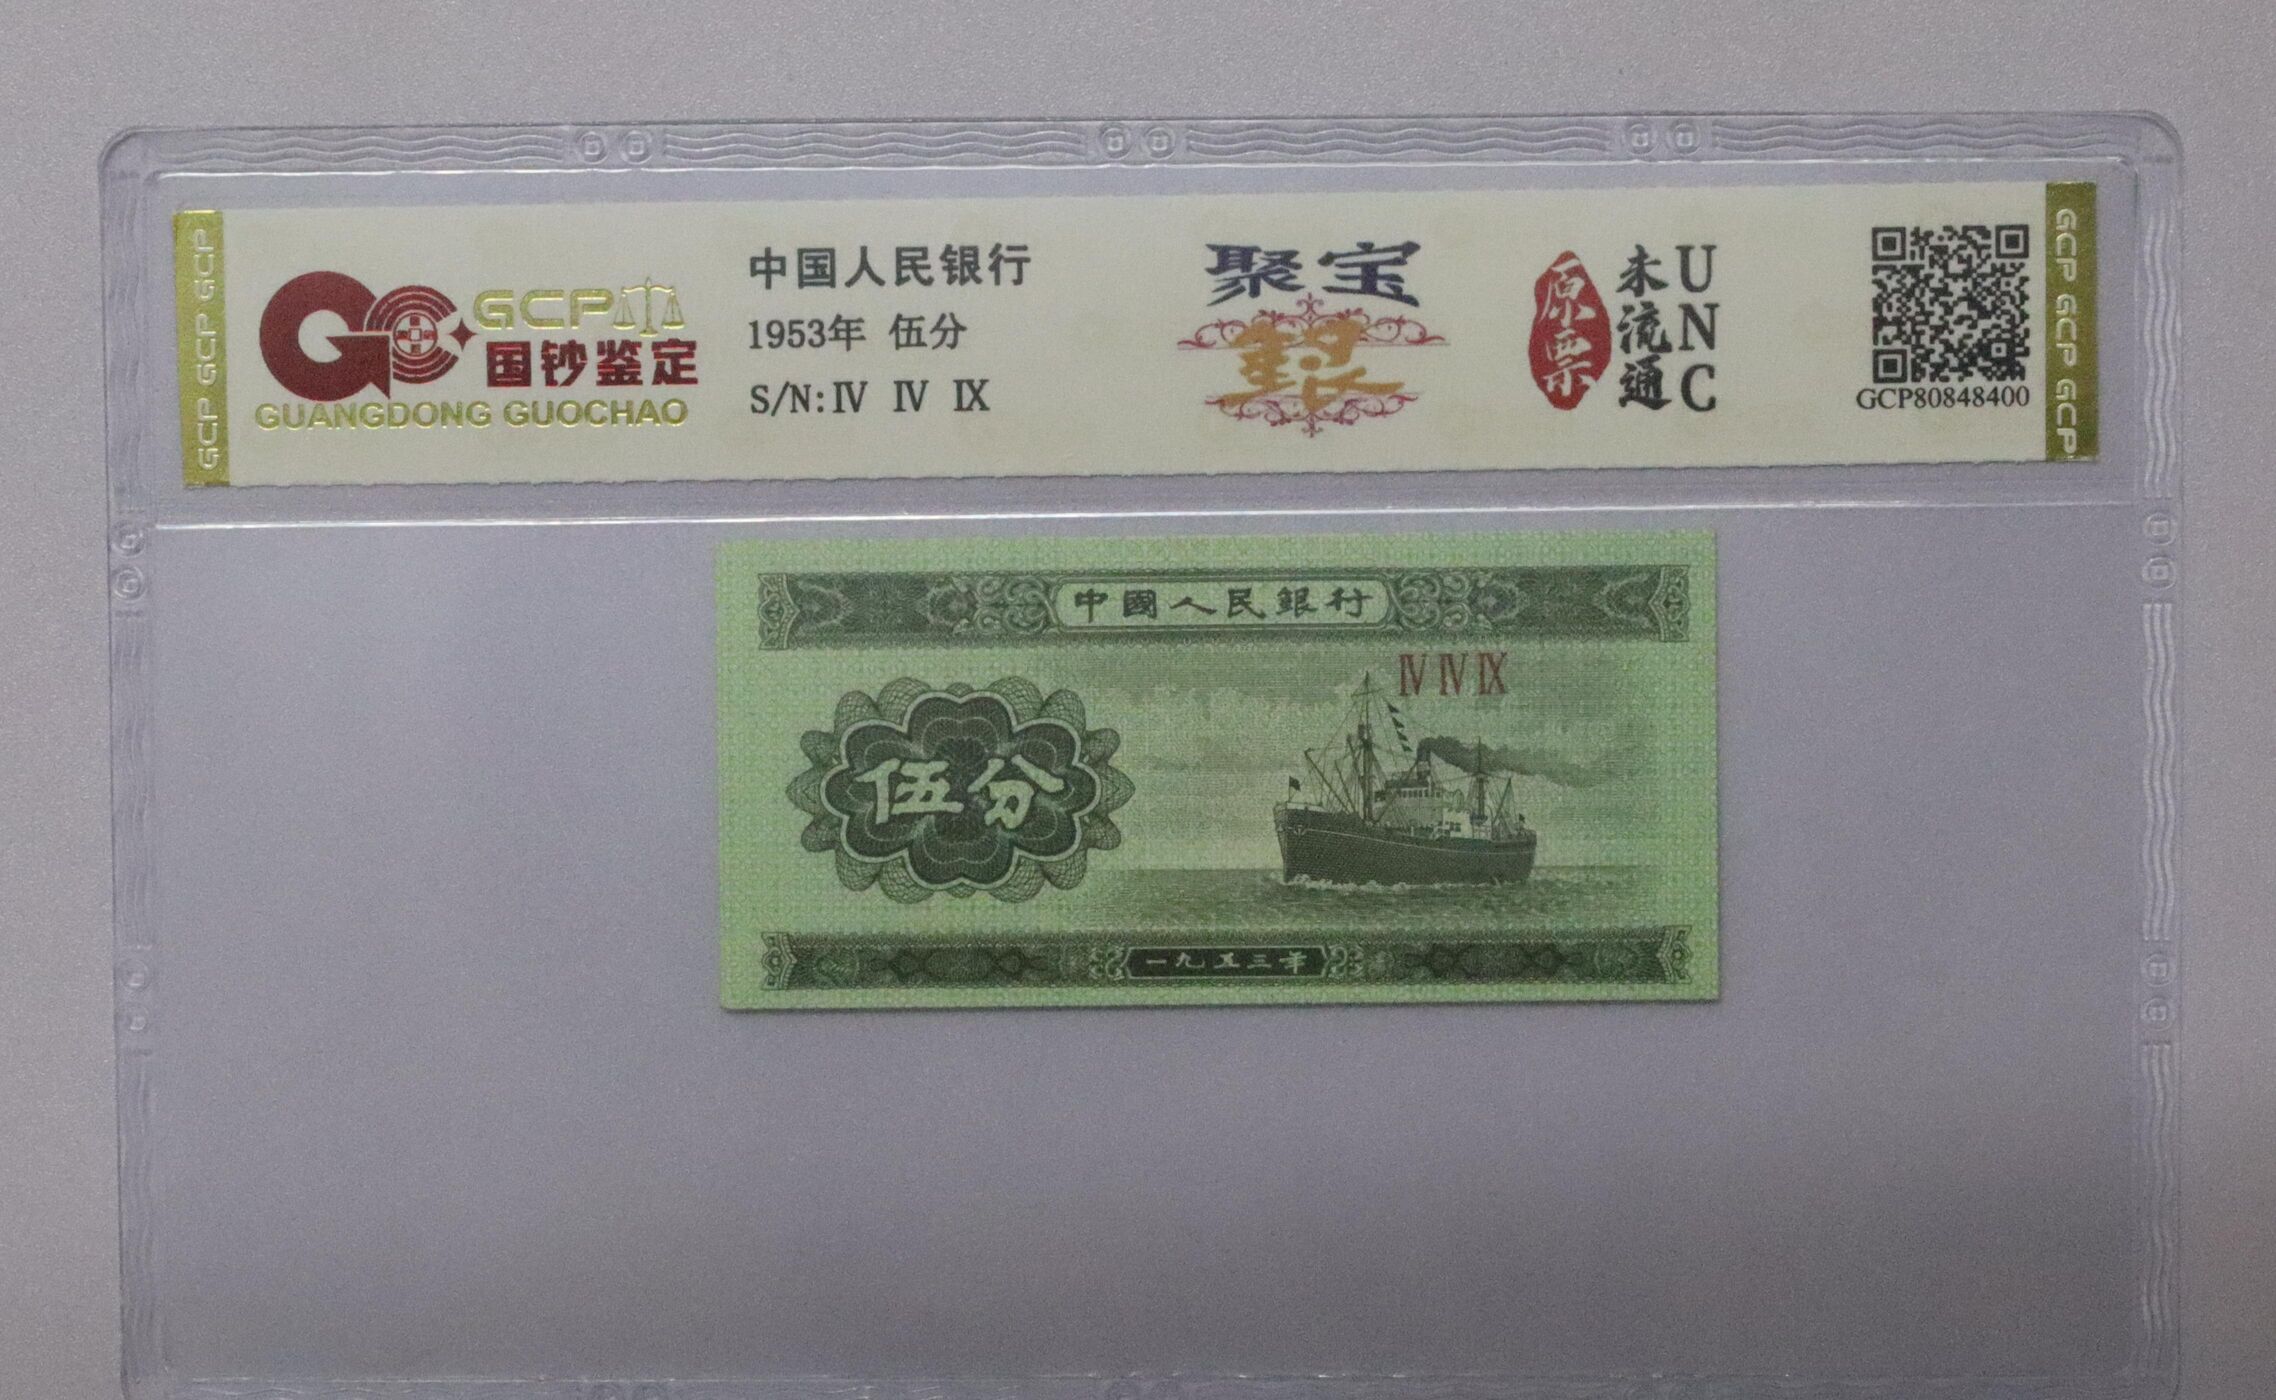 GCP GCP GCP
GCP
国钞鉴定
GUANGDONG GUOCHAO
中国人民银行
1953年 伍分
S/N:Ⅳ Ⅳ Ⅸ
聚宝
原票
未流通
UNC
GCP80848400
GCP GCP GCP
中國人民銀行
Ⅳ Ⅳ Ⅸ
伍分
一九五三年